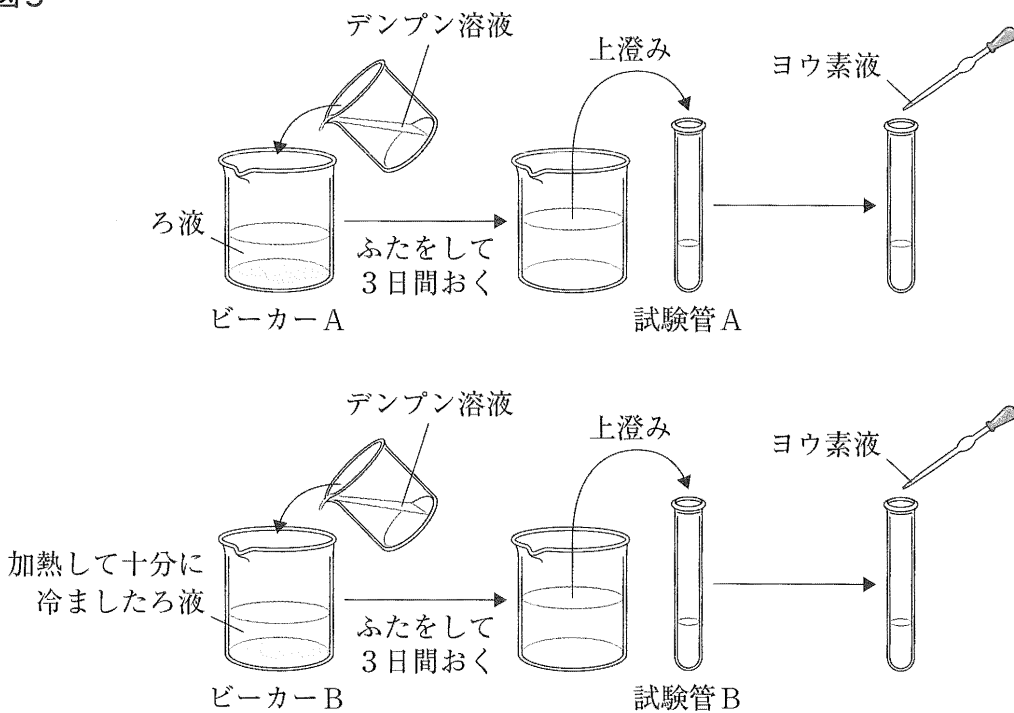 図3
デンプン溶液
上澄み
ヨウ素液
ろ液
ふたをして
3日間おく
ビーカーA
試験管A
デンプン溶液
上澄み
ヨウ素液
加熱して十分に
冷ましたろ液
ふたをして
3日間おく
ビーカーB
試験管B